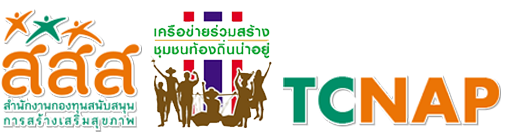 สสส
สำนักงานกองทุนสนับสนุน
การสร้างเสริมสุขภาพ
เครือข่ายร่วมสร้าง
ชุมชนท้องถิ่นน่าอยู่
TCNAP